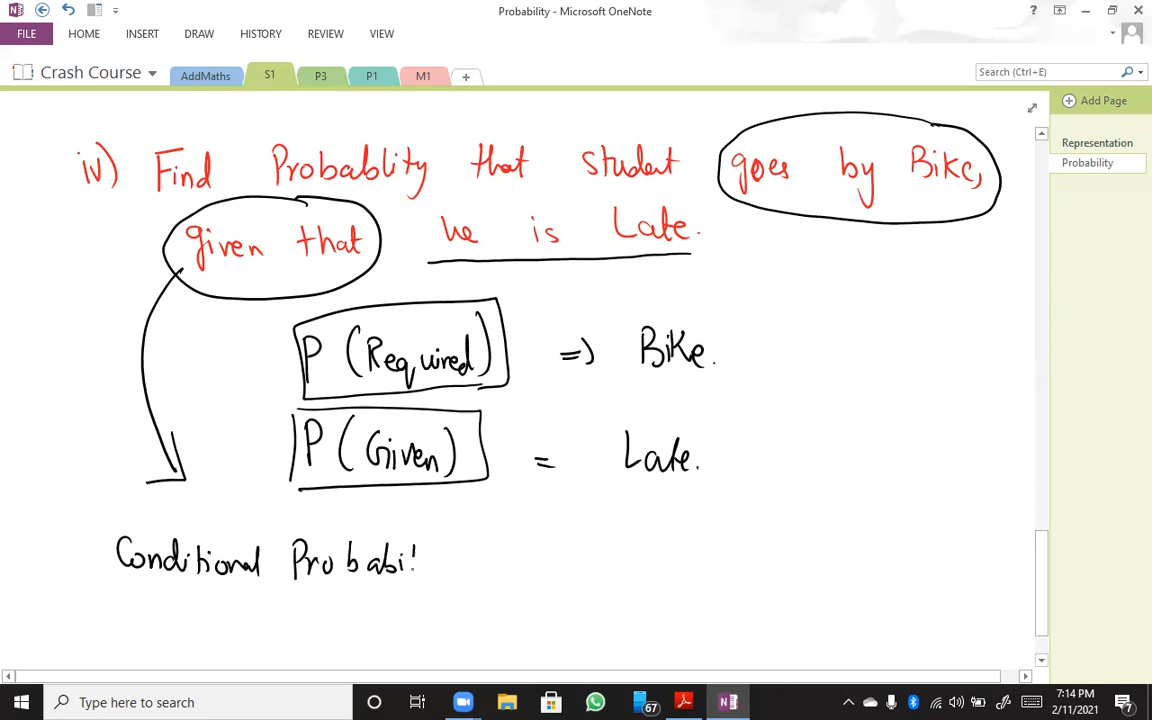 Probability - Microsoft OneNote
FILE HOME INSERT DRAW HISTORY REVIEW VIEW
Crash Course AddMaths S1 P3 P1 M1 Search (Ctrl+E)
Add Page
Representation
Probability
iv) Find Probablity that student goes by Bike,
given that he is Late.
P (Required) => Bike.
P (Given) = Late.
Conditional Probabi
Type here to search
67
7:14 PM
2/11/2021
7